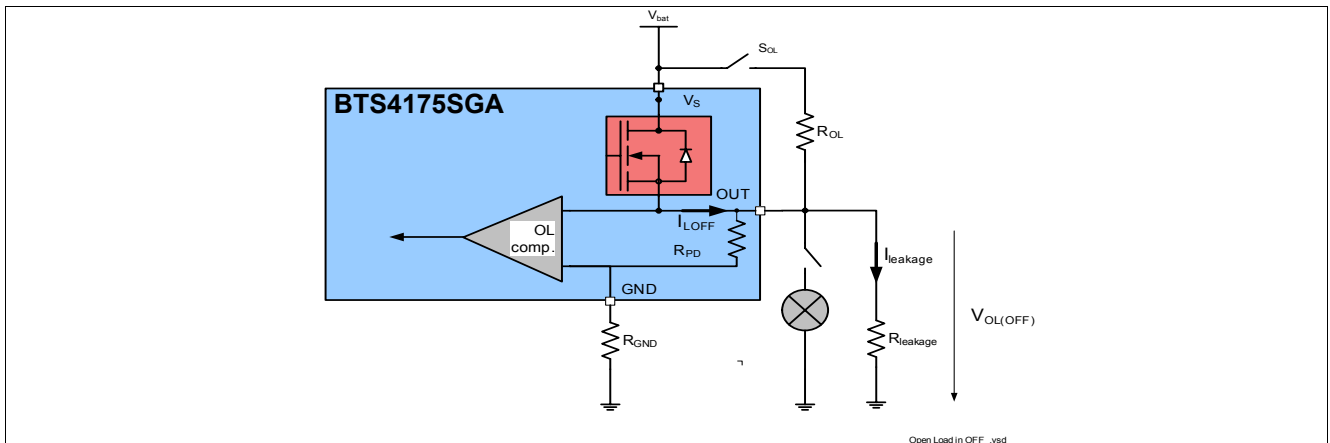 Vbat
SOL
BTS4175SGA
VS
ROL
OUT
OL
comp.
ILOFF
RPD
Ileakage
GND
VOL(OFF)
RGND
Rleakage
Open Load in OFF .vsd